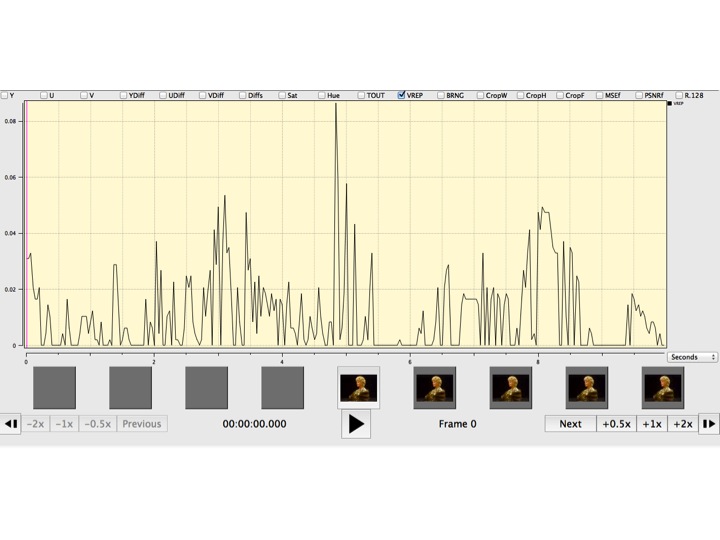 Y U V YDiff UDiff VDiff Diffs Sat Hue TOUT VREP BRNG CropW CropH CropF MSEf PSNRf R.128
VREP
0.08
0.06
0.04
0.02
0
0 2 4 6 8
Seconds
-2x -1x -0.5x Previous 00:00:00.000 Frame 0 Next +0.5x +1x +2x